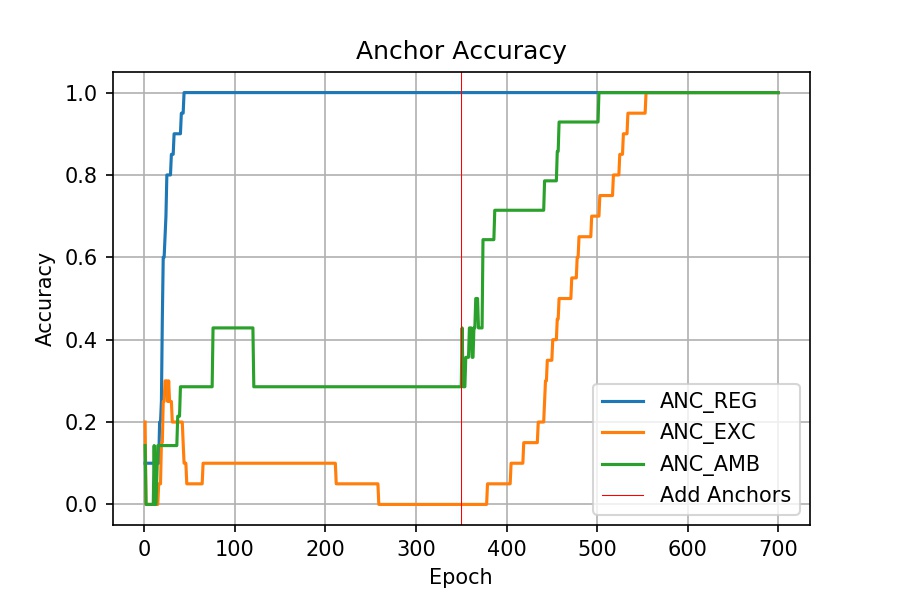 Anchor Accuracy
1.0
0.8
0.6
0.4
0.2
0.0
Accuracy
ANC_REG
ANC_EXC
ANC_AMB
Add Anchors
0 100 200 300 400 500 600 700
Epoch